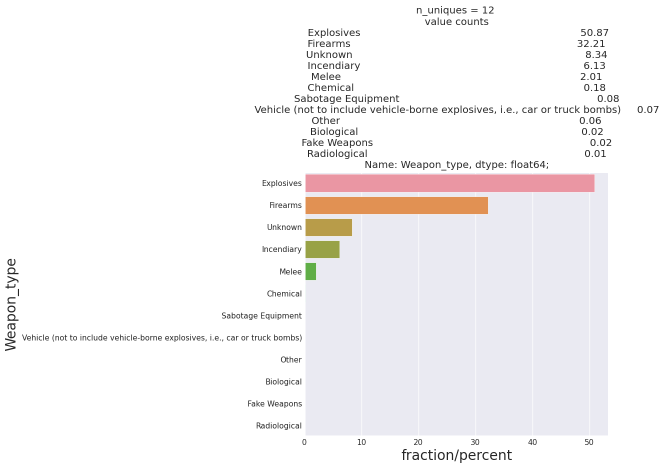 n_uniques = 12
value counts
Explosives 50.87
Firearms 32.21
Unknown 8.34
Incendiary 6.13
Melee 2.01
Chemical 0.18
Sabotage Equipment 0.08
Vehicle (not to include vehicle-borne explosives, i.e., car or truck bombs) 0.07
Other 0.06
Biological 0.02
Fake Weapons 0.02
Radiological 0.01
Name: Weapon_type, dtype: float64;
Weapon_type
Explosives
Firearms
Unknown
Incendiary
Melee
Chemical
Sabotage Equipment
Vehicle (not to include vehicle-borne explosives, i.e., car or truck bombs)
Other
Biological
Fake Weapons
Radiological
0 10 20 30 40 50
fraction/percent